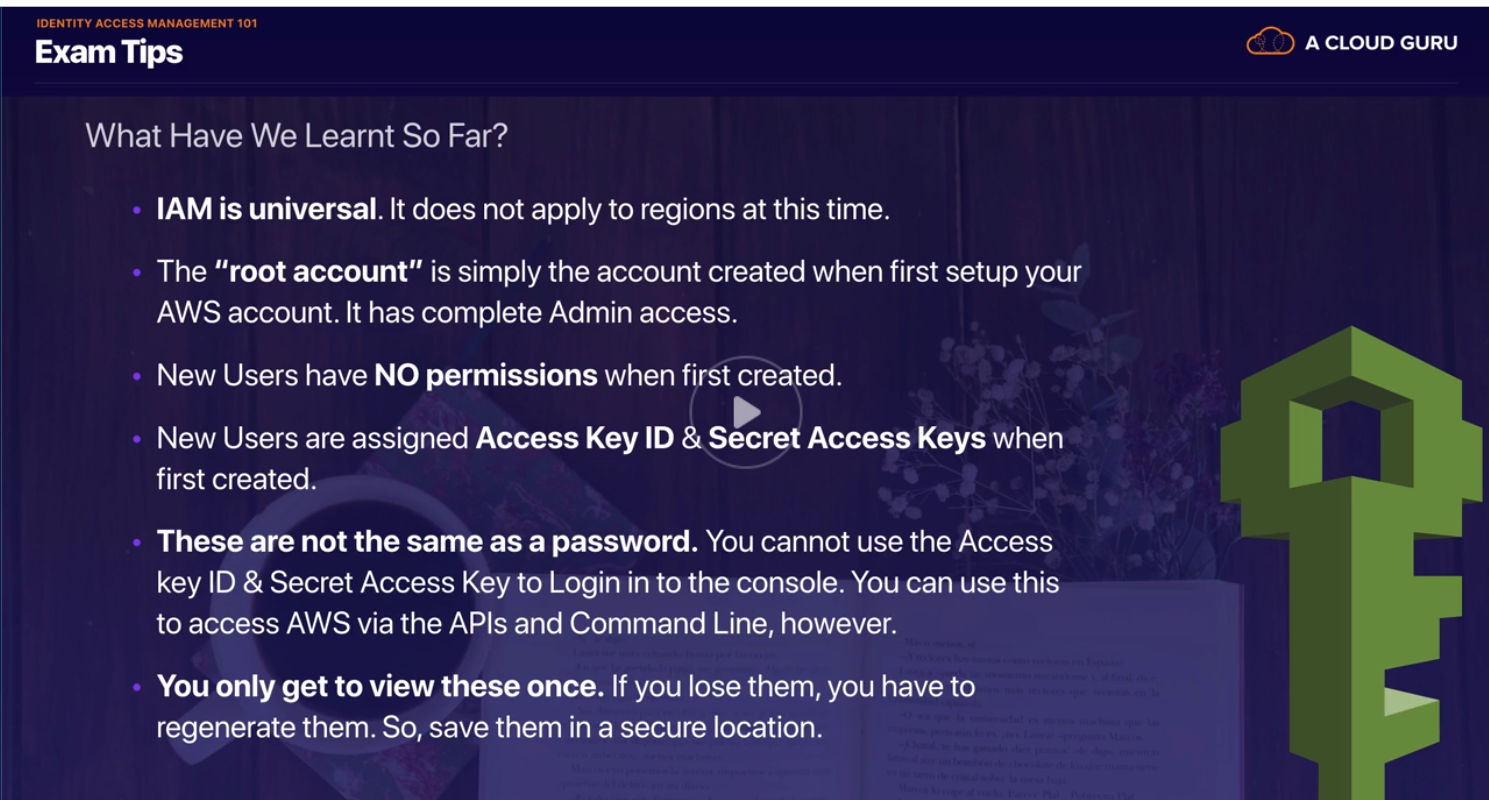 IDENTITY ACCESS MANAGEMENT 101
Exam Tips
A CLOUD GURU
What Have We Learnt So Far?
• IAM is universal. It does not apply to regions at this time.
• The “root account” is simply the account created when first setup your
AWS account. It has complete Admin access.
• New Users have NO permissions when first created.
• New Users are assigned Access Key ID & Secret Access Keys when
first created.
• These are not the same as a password. You cannot use the Access
key ID & Secret Access Key to Login in to the console. You can use this
to access AWS via the APIs and Command Line, however.
• You only get to view these once. If you lose them, you have to
regenerate them. So, save them in a secure location.